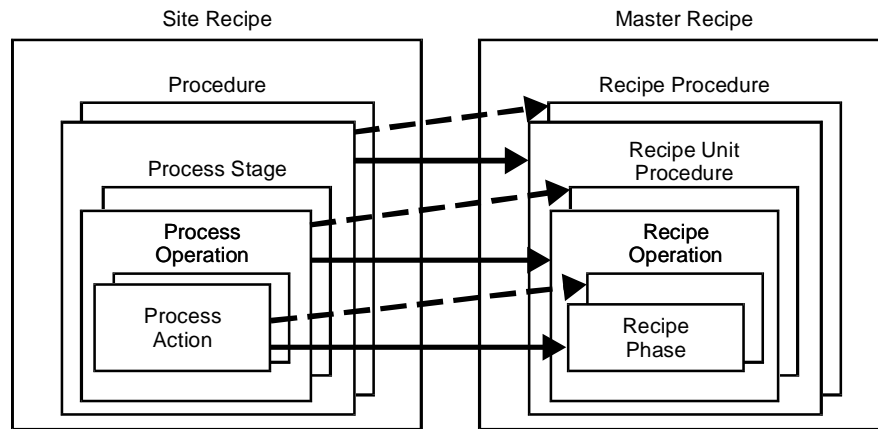 Site Recipe
Procedure
Process Stage
Process
Operation
Process
Action
Master Recipe
Recipe Procedure
Recipe Unit
Procedure
Recipe
Operation
Recipe
Phase